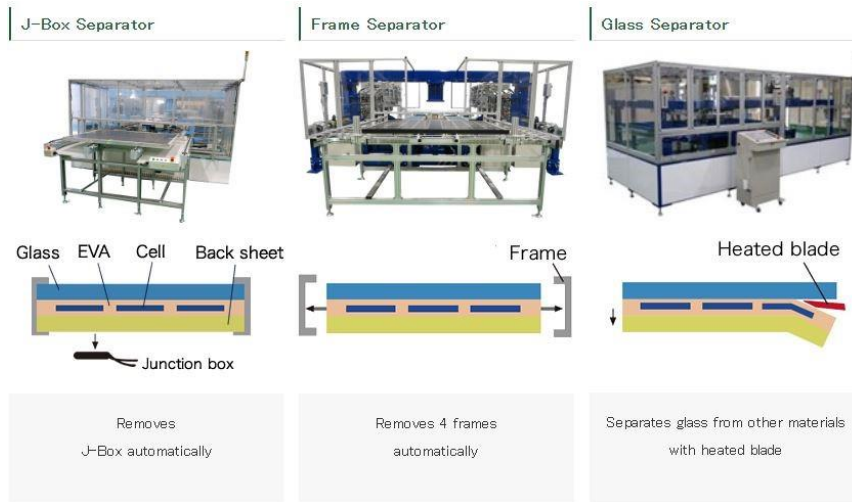 J-Box Separator
Frame Separator
Glass Separator
Glass EVA Cell Back sheet
Junction box
Frame
Heated blade
Removes
J-Box automatically
Removes 4 frames
automatically
Separates glass from other materials
with heated blade